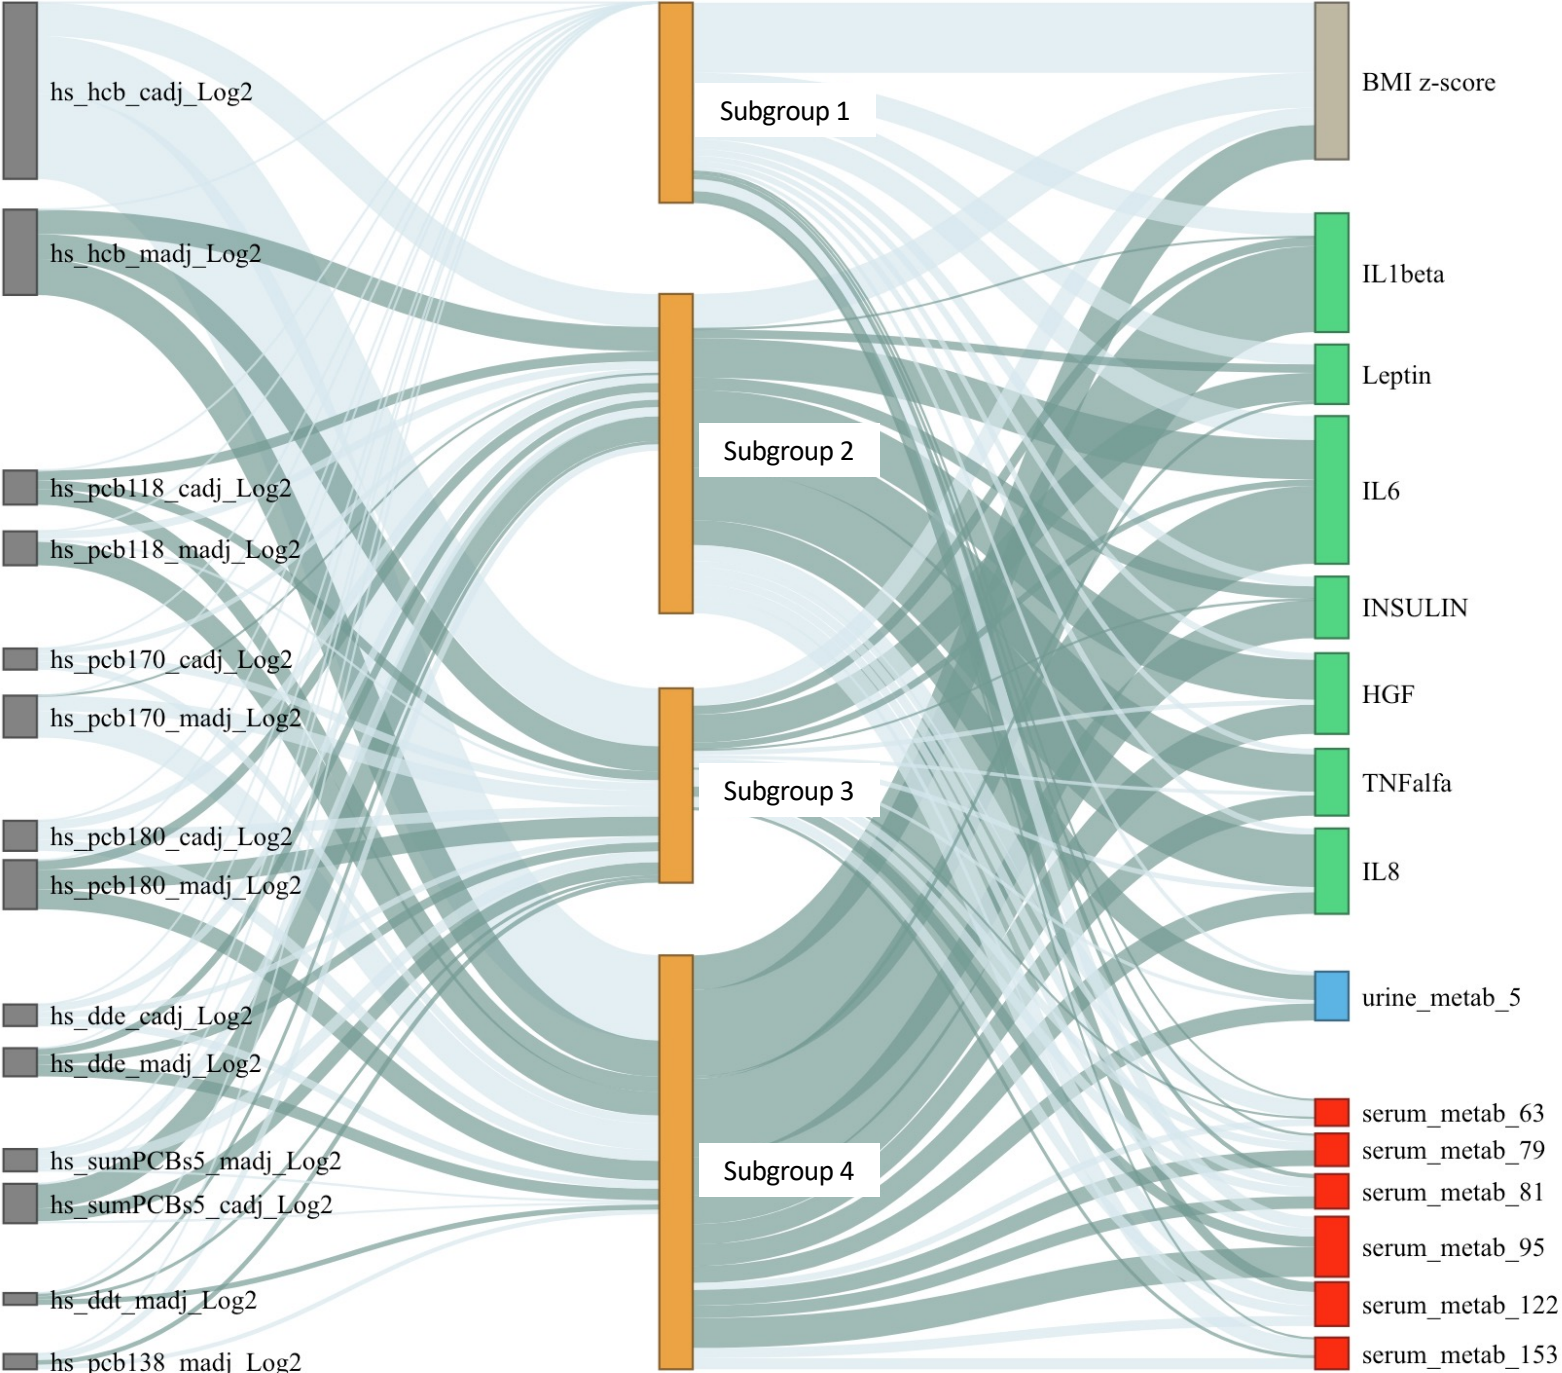 hs_hcb_cadj_Log2
hs_hcb_madj_Log2
hs_pcb118_cadj_Log2
hs_pcb118_madj_Log2
hs_pcb170_cadj_Log2
hs_pcb170_madj_Log2
hs_pcb180_cadj_Log2
hs_pcb180_madj_Log2
hs_dde_cadj_Log2
hs_dde_madj_Log2
hs_sumPCBs5_madj_Log2
hs_sumPCBs5_cadj_Log2
hs_ddt_madj_Log2
hs_pcb138_madj_Log2
Subgroup 1
Subgroup 2
Subgroup 3
Subgroup 4
BMI z-score
IL1beta
Leptin
IL6
INSULIN
HGF
TNFalfa
IL8
urine_metab_5
serum_metab_63
serum_metab_79
serum_metab_81
serum_metab_95
serum_metab_122
serum_metab_153